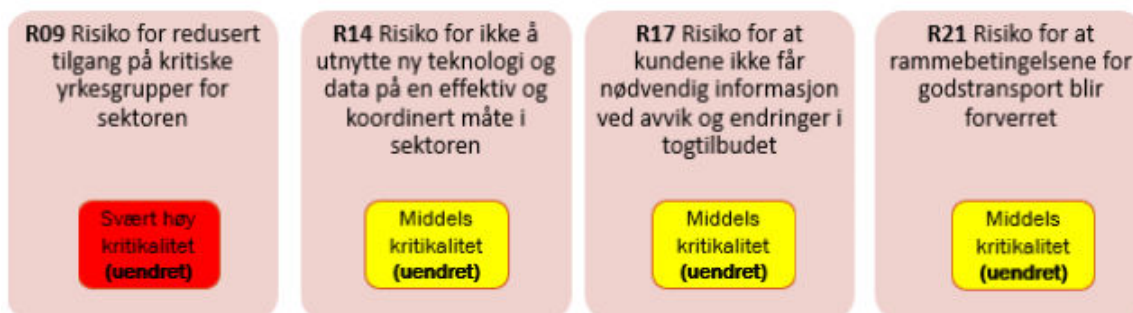 R09 Risiko for redusert
tilgang på kritiske
yrkesgrupper for
sektoren
Svært høy
kritikalitet
(uendret)
R14 Risiko for ikke å
utnytte ny teknologi og
data på en effektiv og
koordinert måte i
sektoren
Middels
kritikalitet
(uendret)
R17 Risiko for at
kundene ikke får
nødvendig informasjon
ved avvik og endringer i
togtilbudet
Middels
kritikalitet
(uendret)
R21 Risiko for at
rammebetingelsene for
godstransport blir
forverret
Middels
kritikalitet
(uendret)